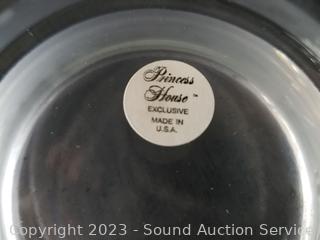 Princess
House™
EXCLUSIVE
MADE IN
U.S.A.
Copyright 2023 - Sound Auction Service